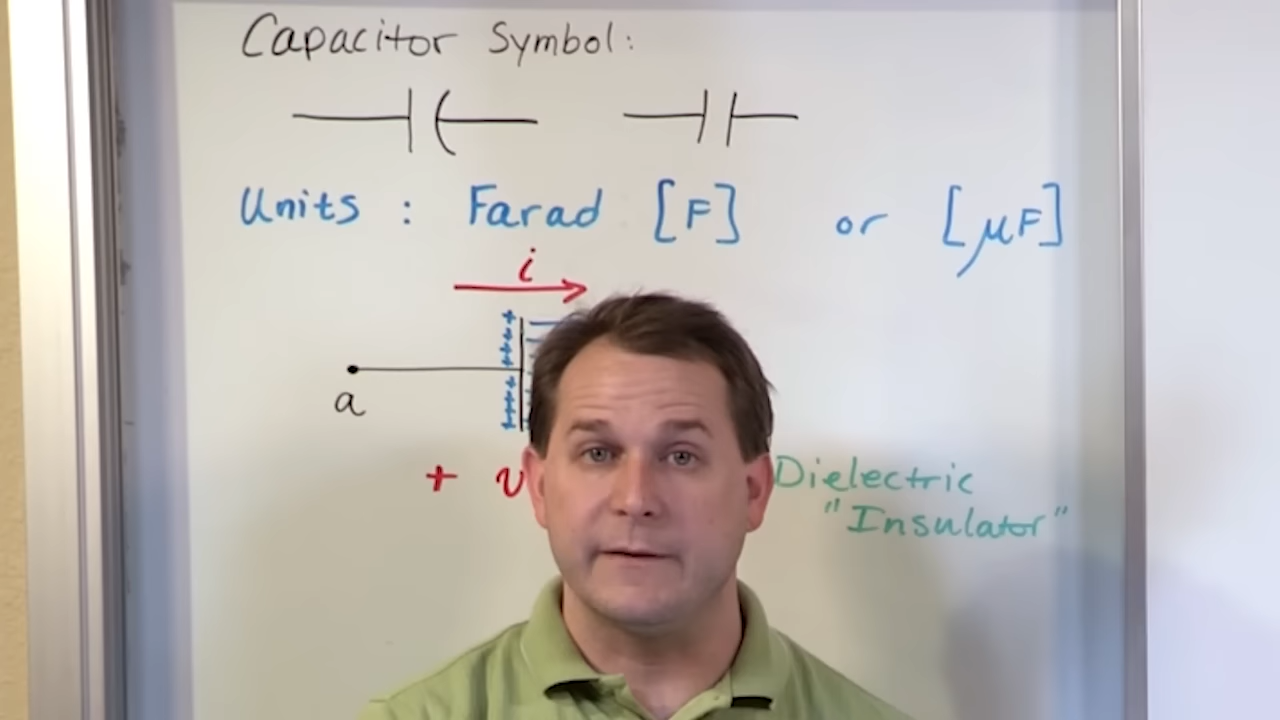 Capacitor Symbol:
Units : Farad [F] or [μF]
i
++++ ++++
a
+ v
Dielectric
"Insulator"